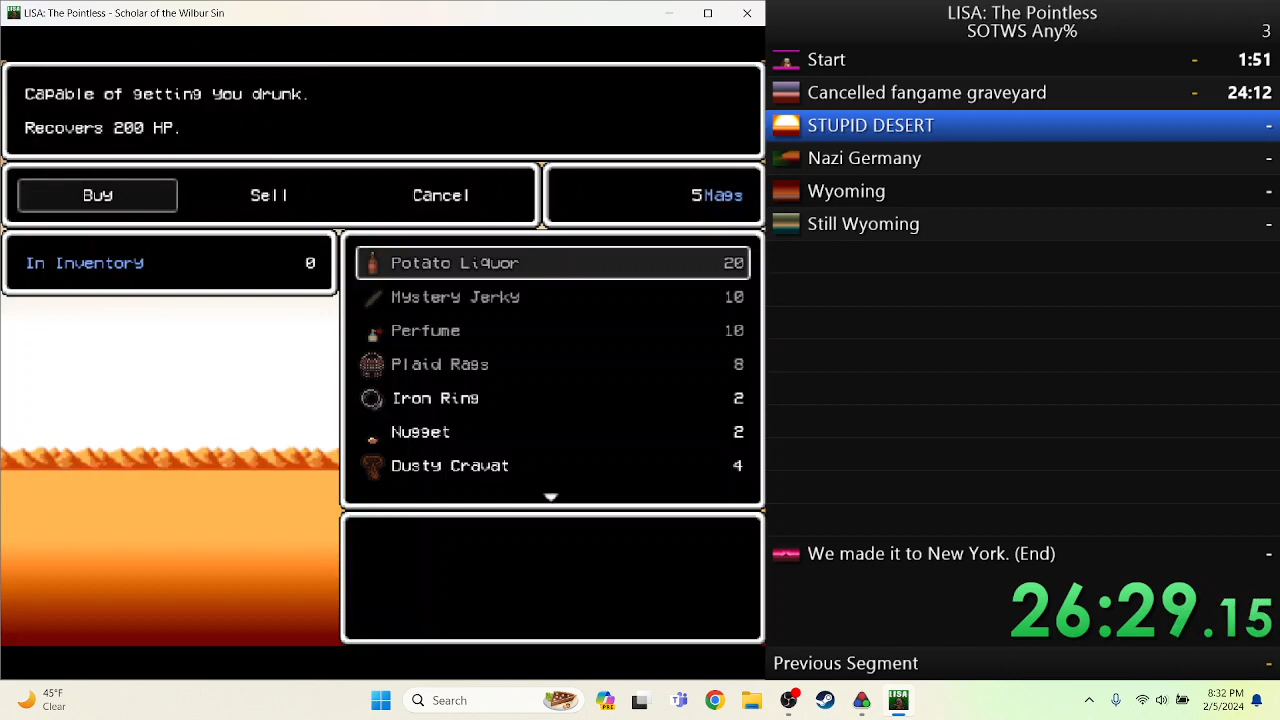 LISA: The Pointless - Scholar of the Wilbur Sin
Capable of getting you drunk.
Recovers 200 HP.
Buy Sell Cancel 5Mags
In Inventory 0
Potato Liquor 20
Mystery Jerky 10
Perfume 10
Plaid Rags 8
Iron Ring 2
Nugget 2
Dusty Cravat 4
LISA: The Pointless
SOTWS Any% 3
Start - 1:51
Cancelled fangame graveyard - 24:12
STUPID DESERT -
Nazi Germany -
Wyoming -
Still Wyoming -
We made it to New York. (End) -
26:29.15
Previous Segment -
45°F
Clear
Search
PRE
LISA
8:32 PM
2/5/2024